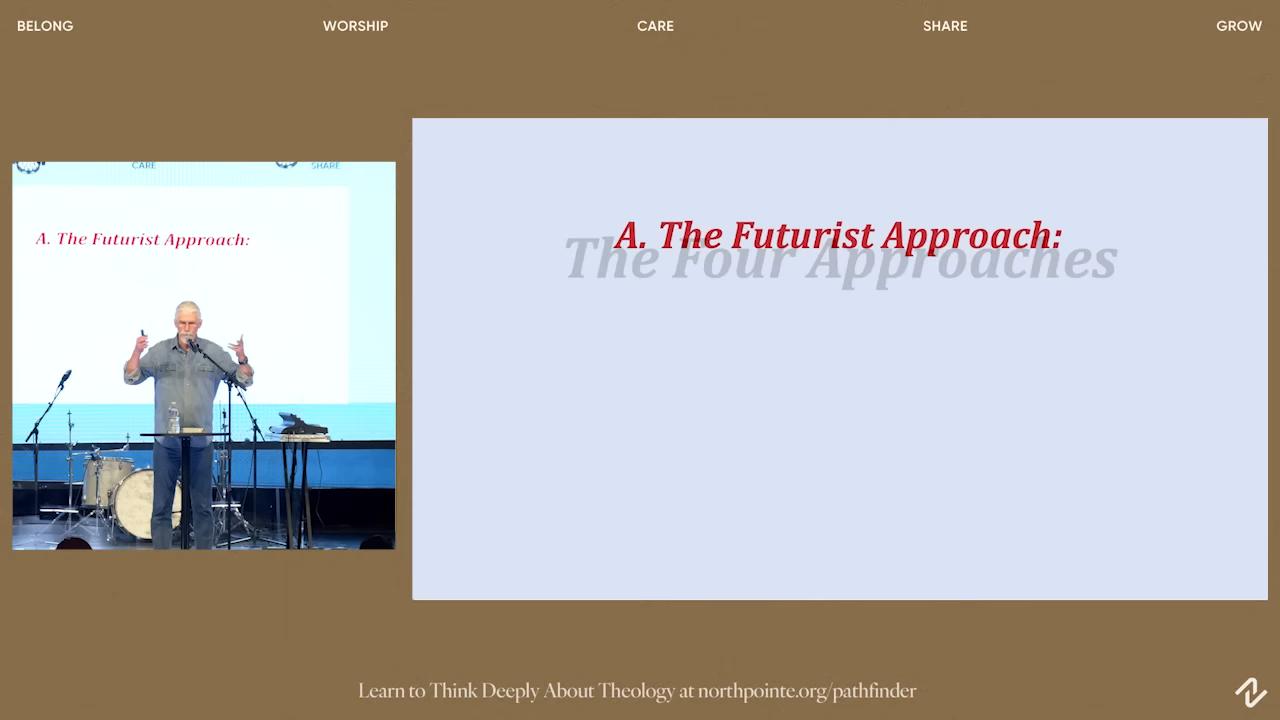 BELONG
WORSHIP
CARE
SHARE
GROW
CARE
SHARE
A. The Futurist Approach:
A. The Futurist Approach:
The Four Approaches
Learn to Think Deeply About Theology at northpointe.org/pathfinder